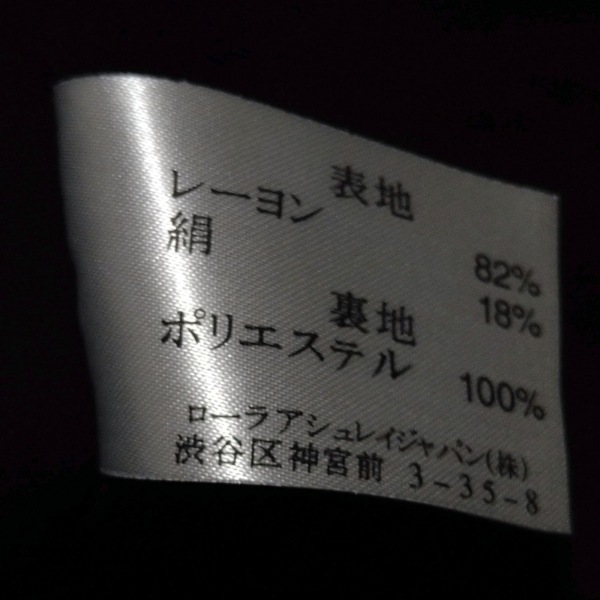 表地
レーヨン 82%
絹 18%
裏地
ポリエステル 100%
ローラアシュレイジャパン(株)
渋谷区神宮前 3-35-8